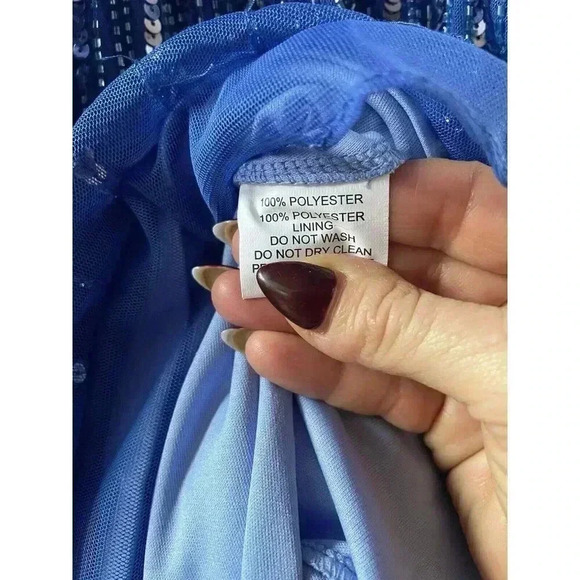 100% POLYESTER
100% POLYESTER
LINING
DO NOT WASH
DO NOT DRY CLEAN